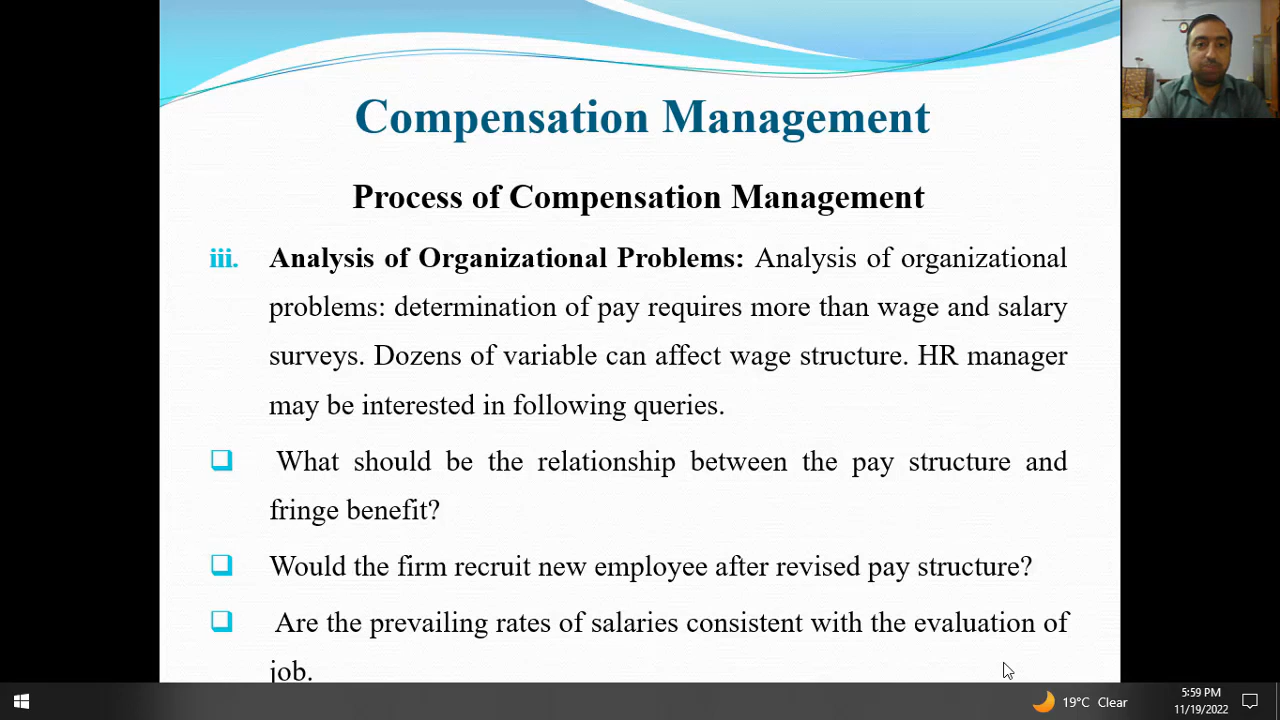 Compensation Management
Process of Compensation Management
iii. Analysis of Organizational Problems: Analysis of organizational
problems: determination of pay requires more than wage and salary
surveys. Dozens of variable can affect wage structure. HR manager
may be interested in following queries.
❑ What should be the relationship between the pay structure and
fringe benefit?
❑ Would the firm recruit new employee after revised pay structure?
❑ Are the prevailing rates of salaries consistent with the evaluation of
job.
19°C Clear
5:59 PM
11/19/2022